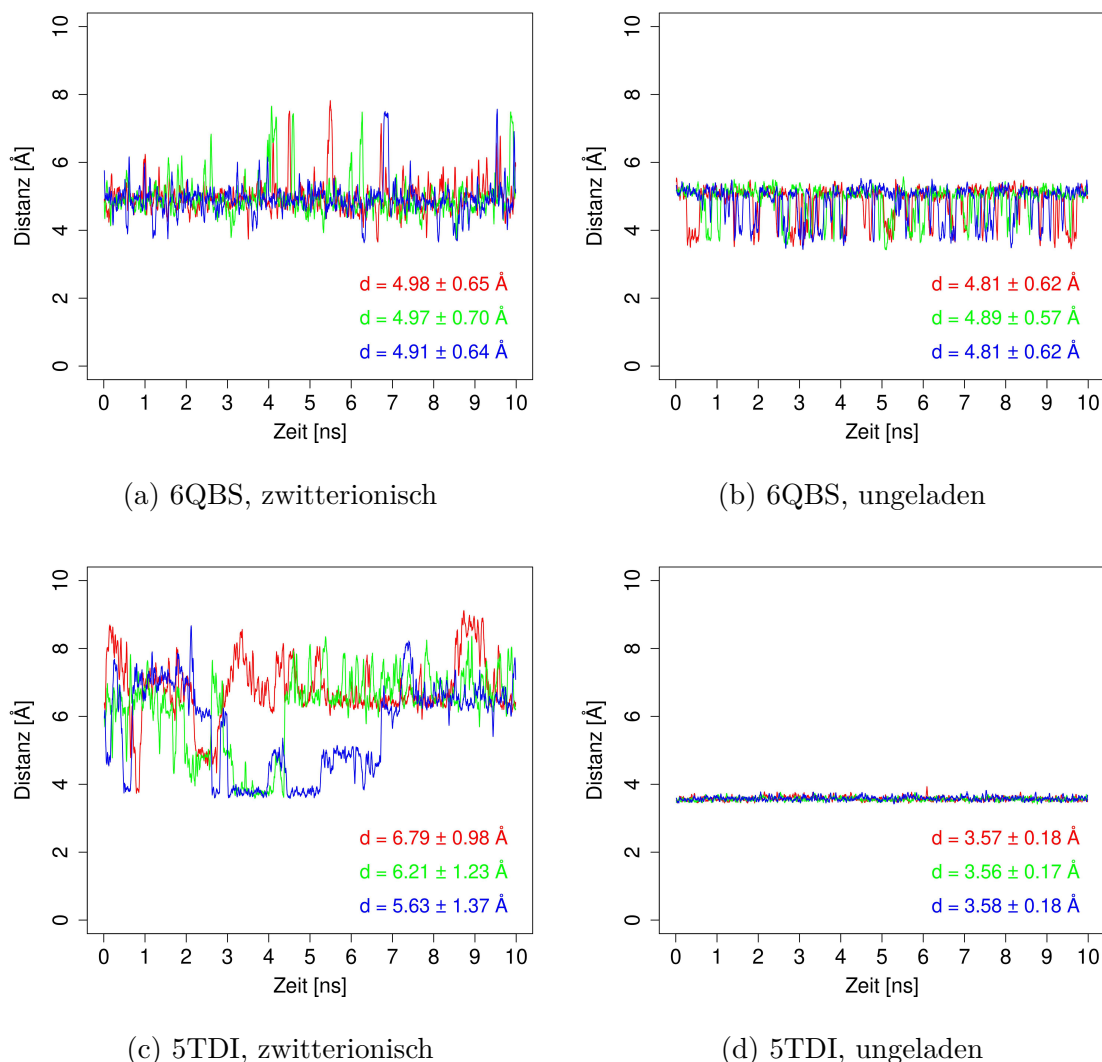 Distanz [Å]
10
8
6
4
2
0
d = 4.98 ± 0.65 Å
d = 4.97 ± 0.70 Å
d = 4.91 ± 0.64 Å
0 1 2 3 4 5 6 7 8 9 10
Zeit [ns]
(a) 6QBS, zwitterionisch
Distanz [Å]
10
8
6
4
2
0
d = 4.81 ± 0.62 Å
d = 4.89 ± 0.57 Å
d = 4.81 ± 0.62 Å
0 1 2 3 4 5 6 7 8 9 10
Zeit [ns]
(b) 6QBS, ungeladen
Distanz [Å]
10
8
6
4
2
0
d = 6.79 ± 0.98 Å
d = 6.21 ± 1.23 Å
d = 5.63 ± 1.37 Å
0 1 2 3 4 5 6 7 8 9 10
Zeit [ns]
(c) 5TDI, zwitterionisch
Distanz [Å]
10
8
6
4
2
0
d = 3.57 ± 0.18 Å
d = 3.56 ± 0.17 Å
d = 3.58 ± 0.18 Å
0 1 2 3 4 5 6 7 8 9 10
Zeit [ns]
(d) 5TDI, ungeladen